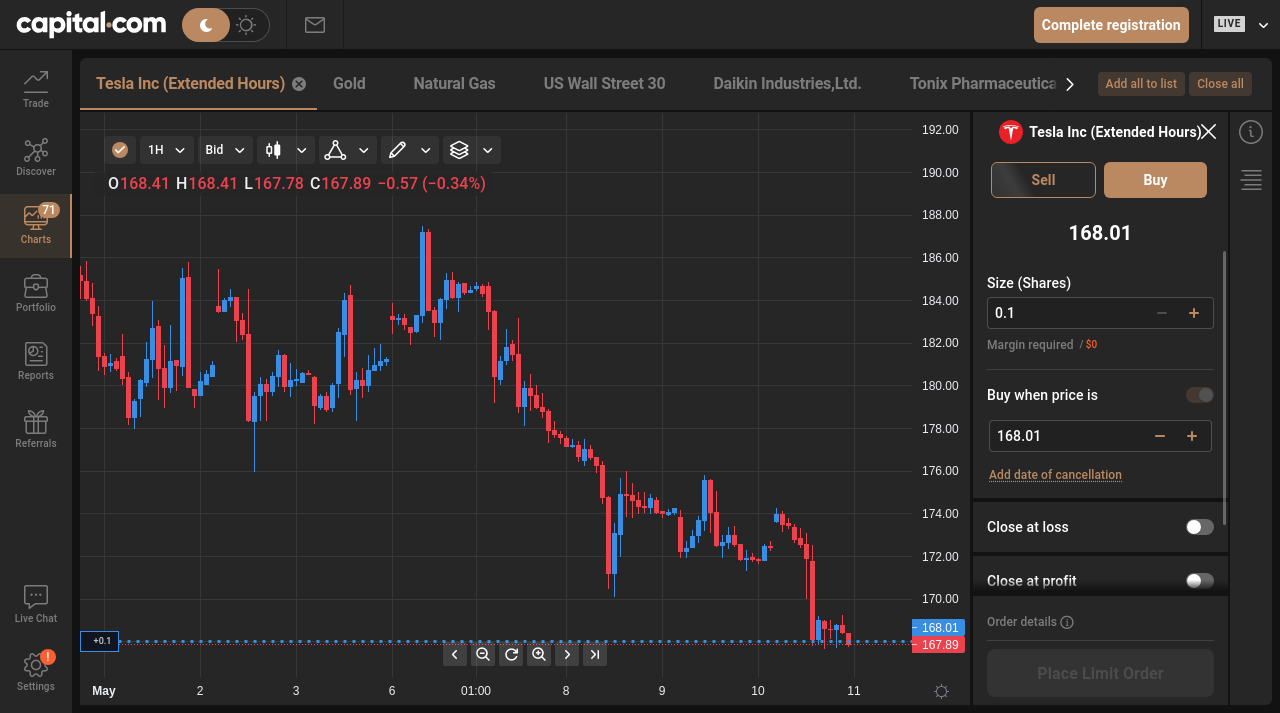 capital.com
Complete registration
LIVE
Trade
Discover
71
Charts
Portfolio
Reports
Referrals
Live Chat
!
Settings
Tesla Inc (Extended Hours)
Gold
Natural Gas
US Wall Street 30
Daikin Industries,Ltd.
Tonix Pharmaceutica
Add all to list
Close all
1H
Bid
O168.41 H168.41 L167.78 C167.89 −0.57 (−0.34%)
192.00
190.00
188.00
186.00
184.00
182.00
180.00
178.00
176.00
174.00
172.00
170.00
168.01
167.89
+0.1
May
2
3
6
01:00
8
9
10
11
Tesla Inc (Extended Hours)
Sell
Buy
168.01
Size (Shares)
0.1
Margin required / $0
Buy when price is
168.01
Add date of cancellation
Close at loss
Close at profit
Order details
Place Limit Order